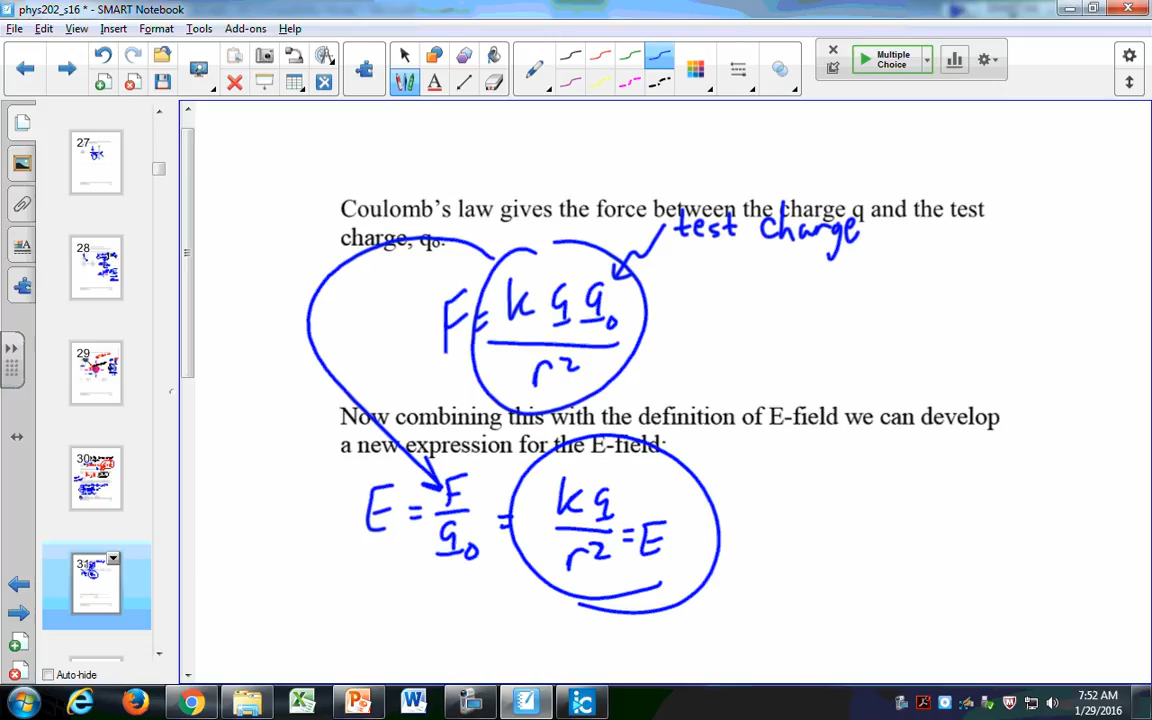 phys202_s16 * - SMART Notebook
File Edit View Insert Format Tools Add-ons Help
Multiple Choice
27
28
29
30
31
Coulomb's law gives the force between the charge q and the test
charge, q₀.
test charge
F = k q q₀ / r²
Now combining this with the definition of E-field we can develop
a new expression for the E-field:
E = F / q₀ = k q / r² = E
Auto-hide
7:52 AM
1/29/2016